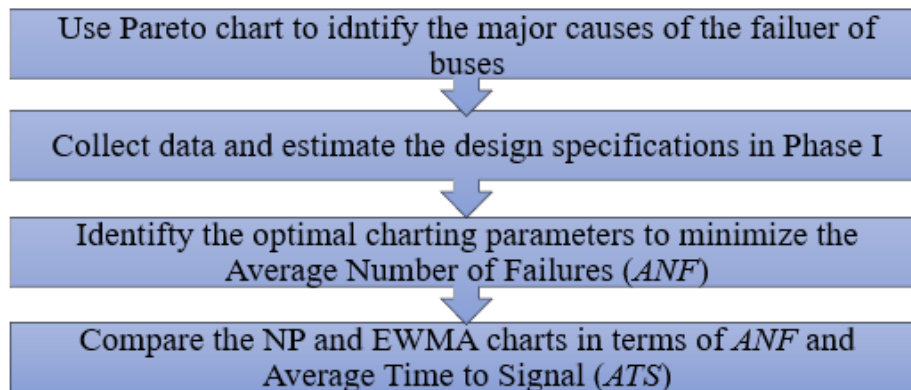 Use Pareto chart to idntify the major causes of the failuer of
buses
Collect data and estimate the design specifications in Phase I
Identifty the optimal charting parameters to minimize the
Average Number of Failures (ANF)
Compare the NP and EWMA charts in terms of ANF and
Average Time to Signal (ATS)